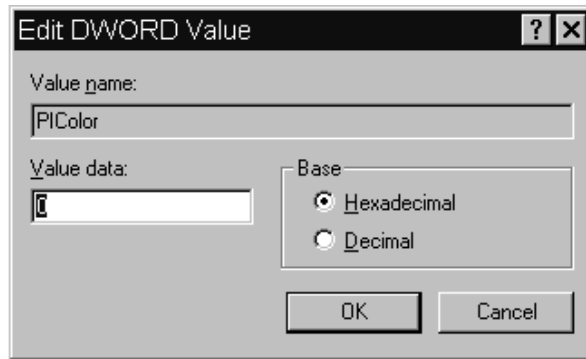 Edit DWORD Value
Value name:
PIColor
Value data:
0
Base
Hexadecimal
Decimal
OK
Cancel